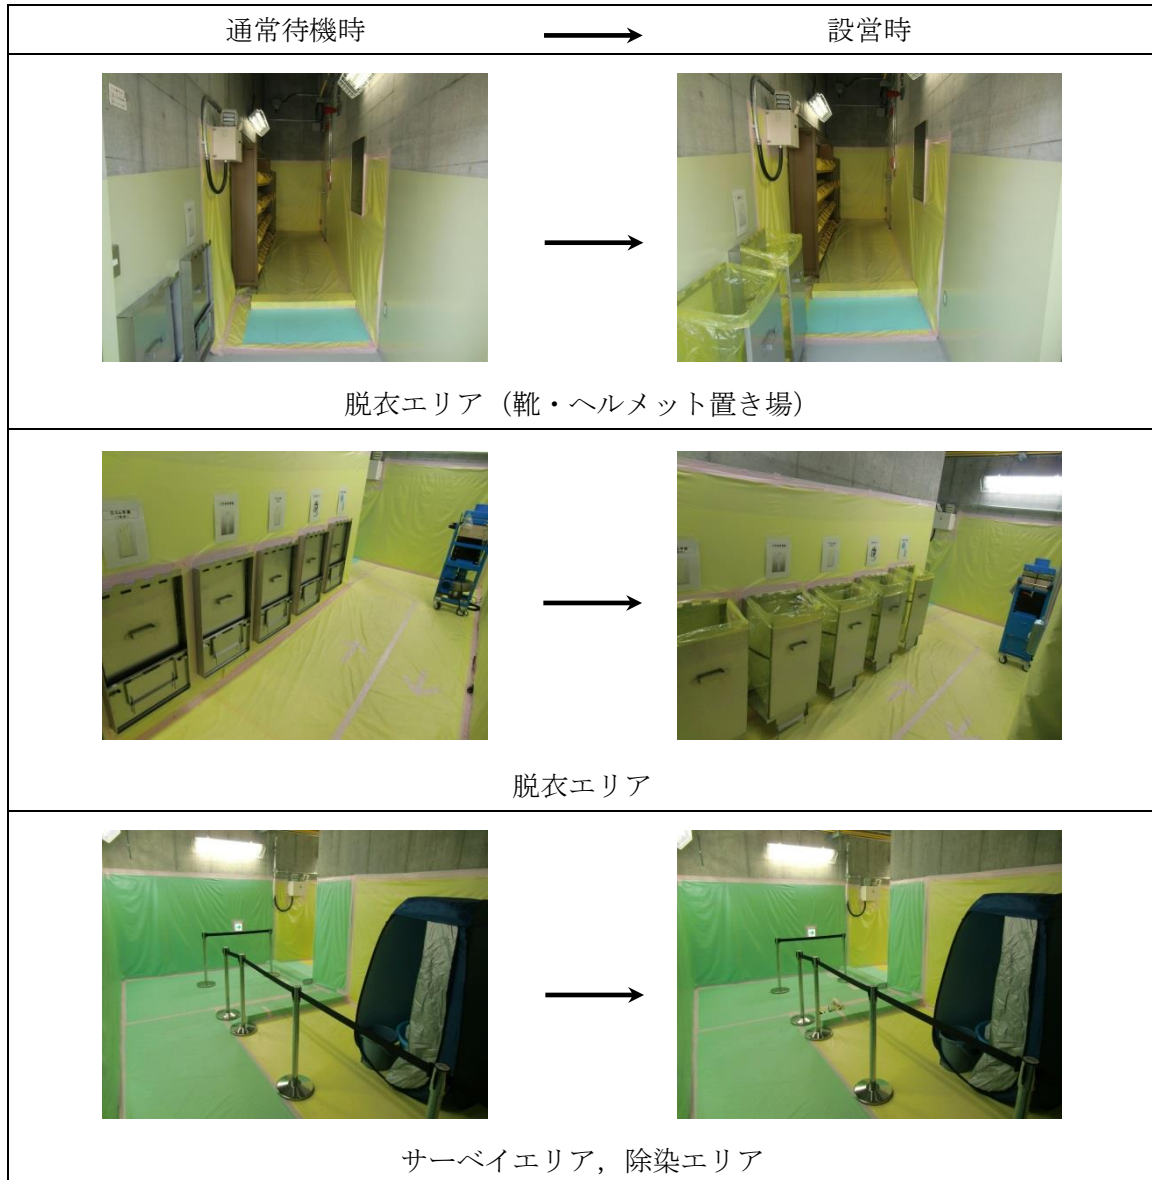 通常待機時
設営時
脱衣エリア（靴・ヘルメット置き場）
脱衣エリア
サーベイエリア，除染エリア